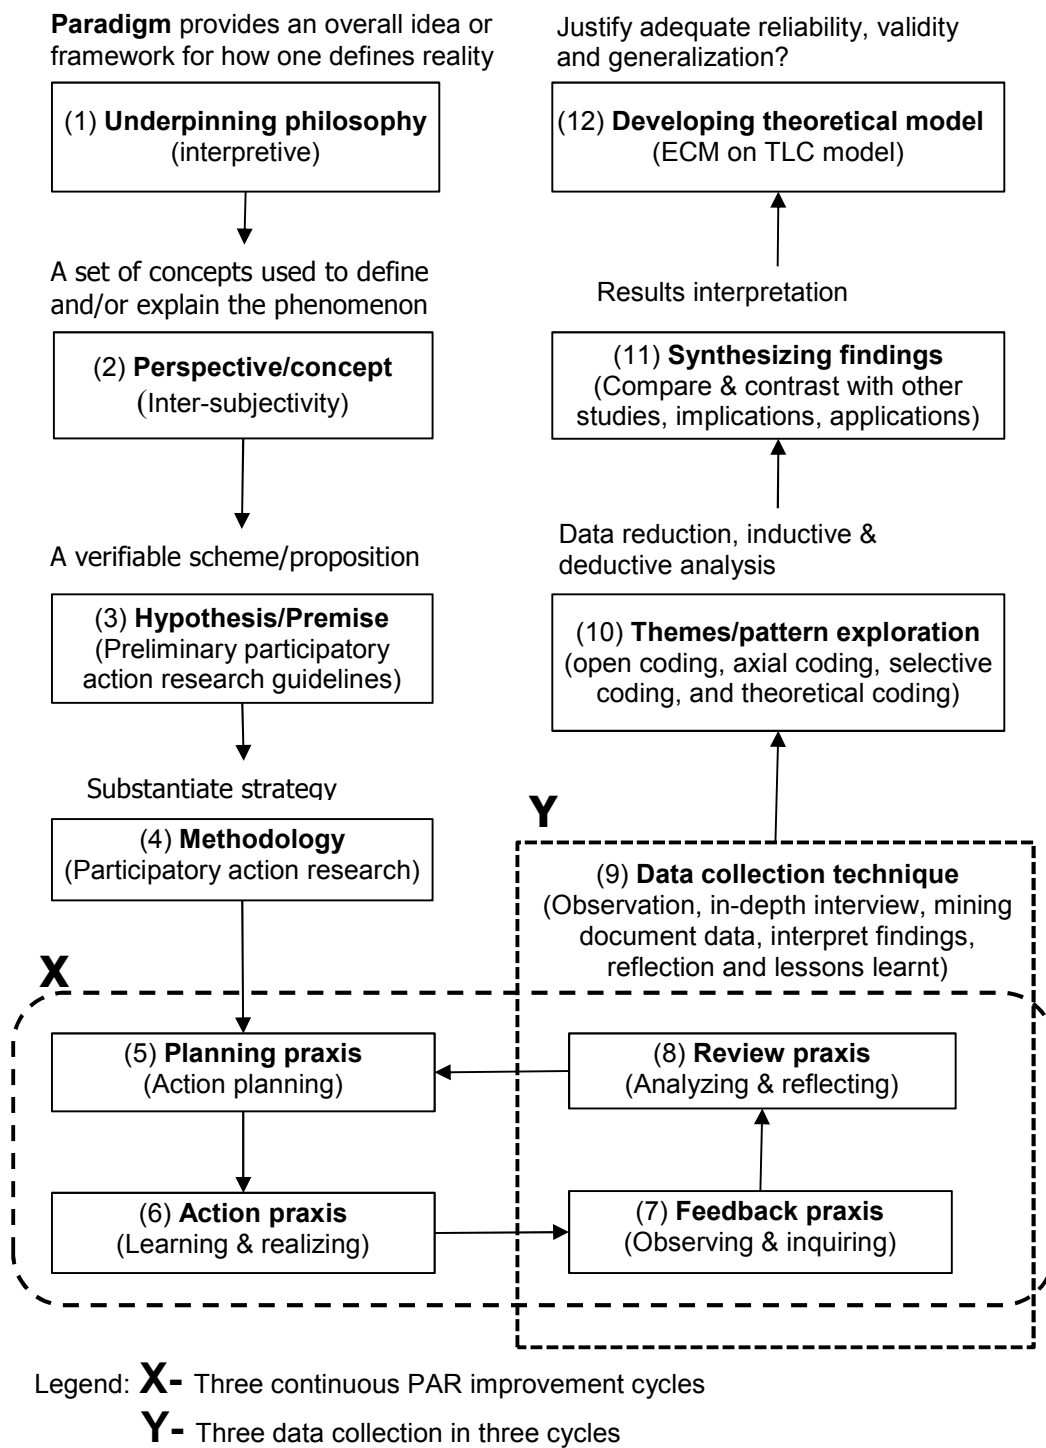 Paradigm provides an overall idea or
framework for how one defines reality
(1) Underpinning philosophy
(interpretive)
A set of concepts used to define
and/or explain the phenomenon
(2) Perspective/concept
(Inter-subjectivity)
A verifiable scheme/proposition
(3) Hypothesis/Premise
(Preliminary participatory
action research guidelines)
Substantiate strategy
(4) Methodology
(Participatory action research)
X
(5) Planning praxis
(Action planning)
(6) Action praxis
(Learning & realizing)
(7) Feedback praxis
(Observing & inquiring)
(8) Review praxis
(Analyzing & reflecting)
Y
(9) Data collection technique
(Observation, in-depth interview, mining
document data, interpret findings,
reflection and lessons learnt)
(10) Themes/pattern exploration
(open coding, axial coding, selective
coding, and theoretical coding)
Data reduction, inductive &
deductive analysis
(11) Synthesizing findings
(Compare & contrast with other
studies, implications, applications)
Results interpretation
(12) Developing theoretical model
(ECM on TLC model)
Justify adequate reliability, validity
and generalization?
Legend: X- Three continuous PAR improvement cycles
Y- Three data collection in three cycles